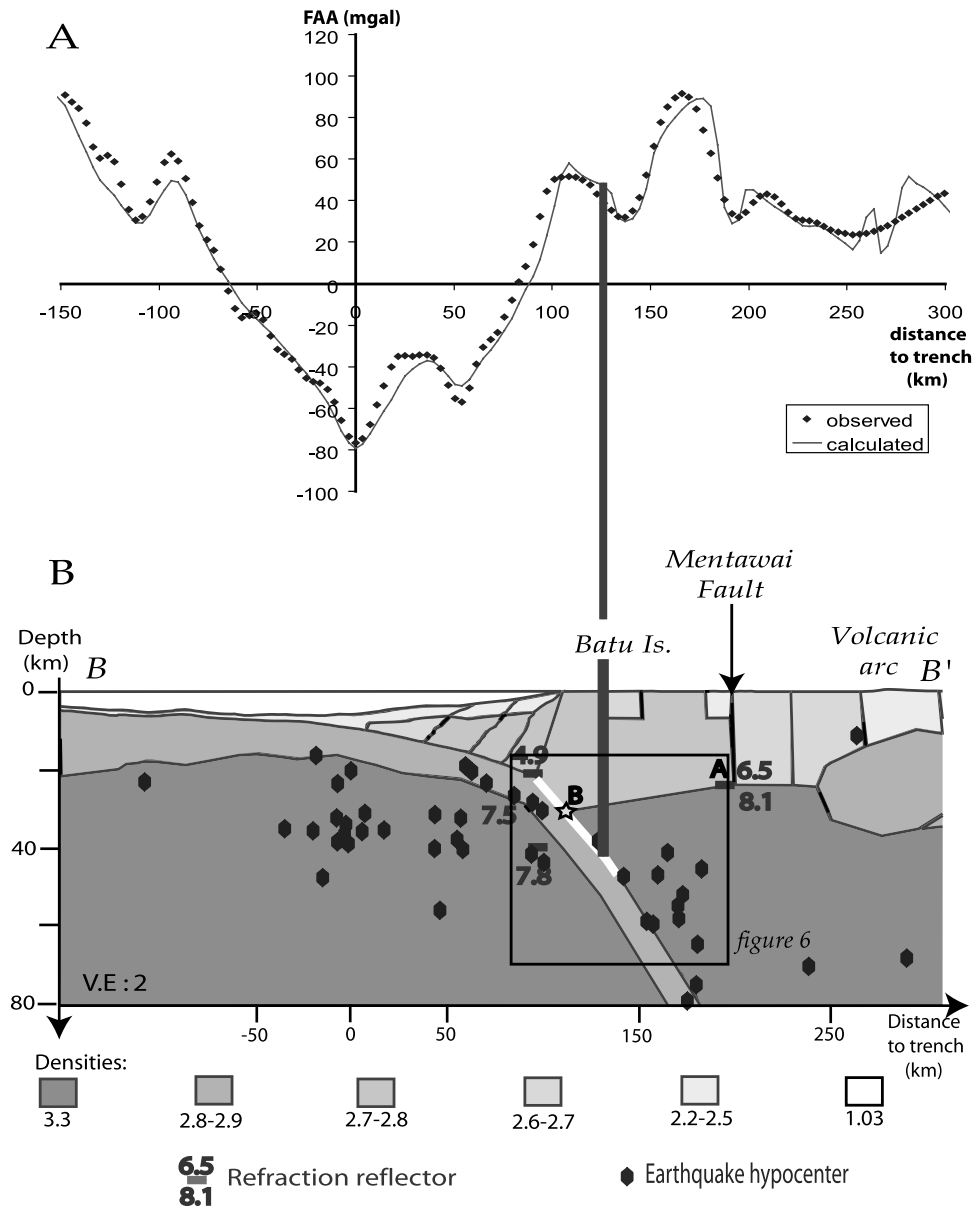 A
FAA (mgal)
120
100
80
60
40
20
0
-20
-40
-60
-80
-100
-150
-100
-50
0
50
100
150
200
250
300
distance
to trench
(km)
observed
calculated
B
Mentawai
Fault
Depth
(km)
B
Batu Is.
Volcanic
arc
B'
0
40
80
4.9
7.5
7.8
B
A
6.5
8.1
figure 6
V.E : 2
-50
0
50
150
250
Distance
to trench
(km)
Densities:
3.3
2.8-2.9
2.7-2.8
2.6-2.7
2.2-2.5
1.03
6.5
8.1
Refraction reflector
Earthquake hypocenter